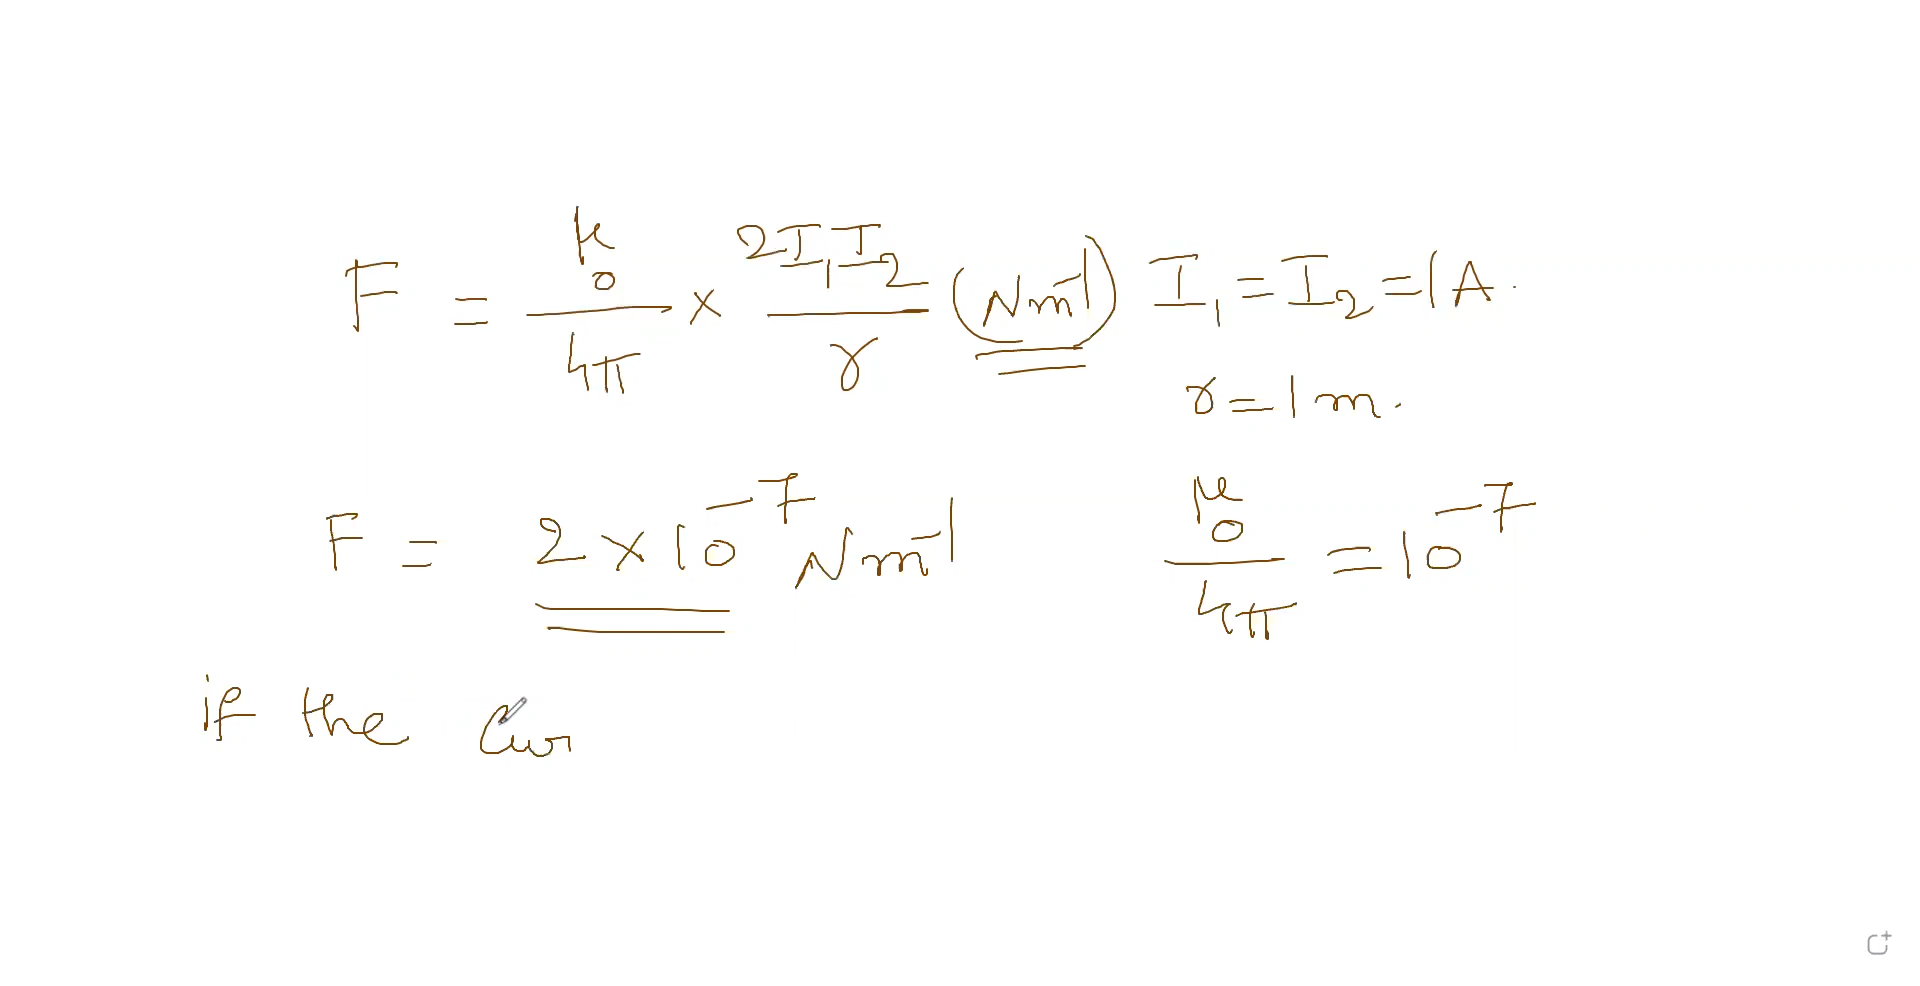 F = μ₀/4π × 2I₁I₂/r (Nm⁻¹) I₁ = I₂ = 1A.
r = 1m.
F = 2 × 10⁻⁷ Nm⁻¹ μ₀/4π = 10⁻⁷
if the Cur